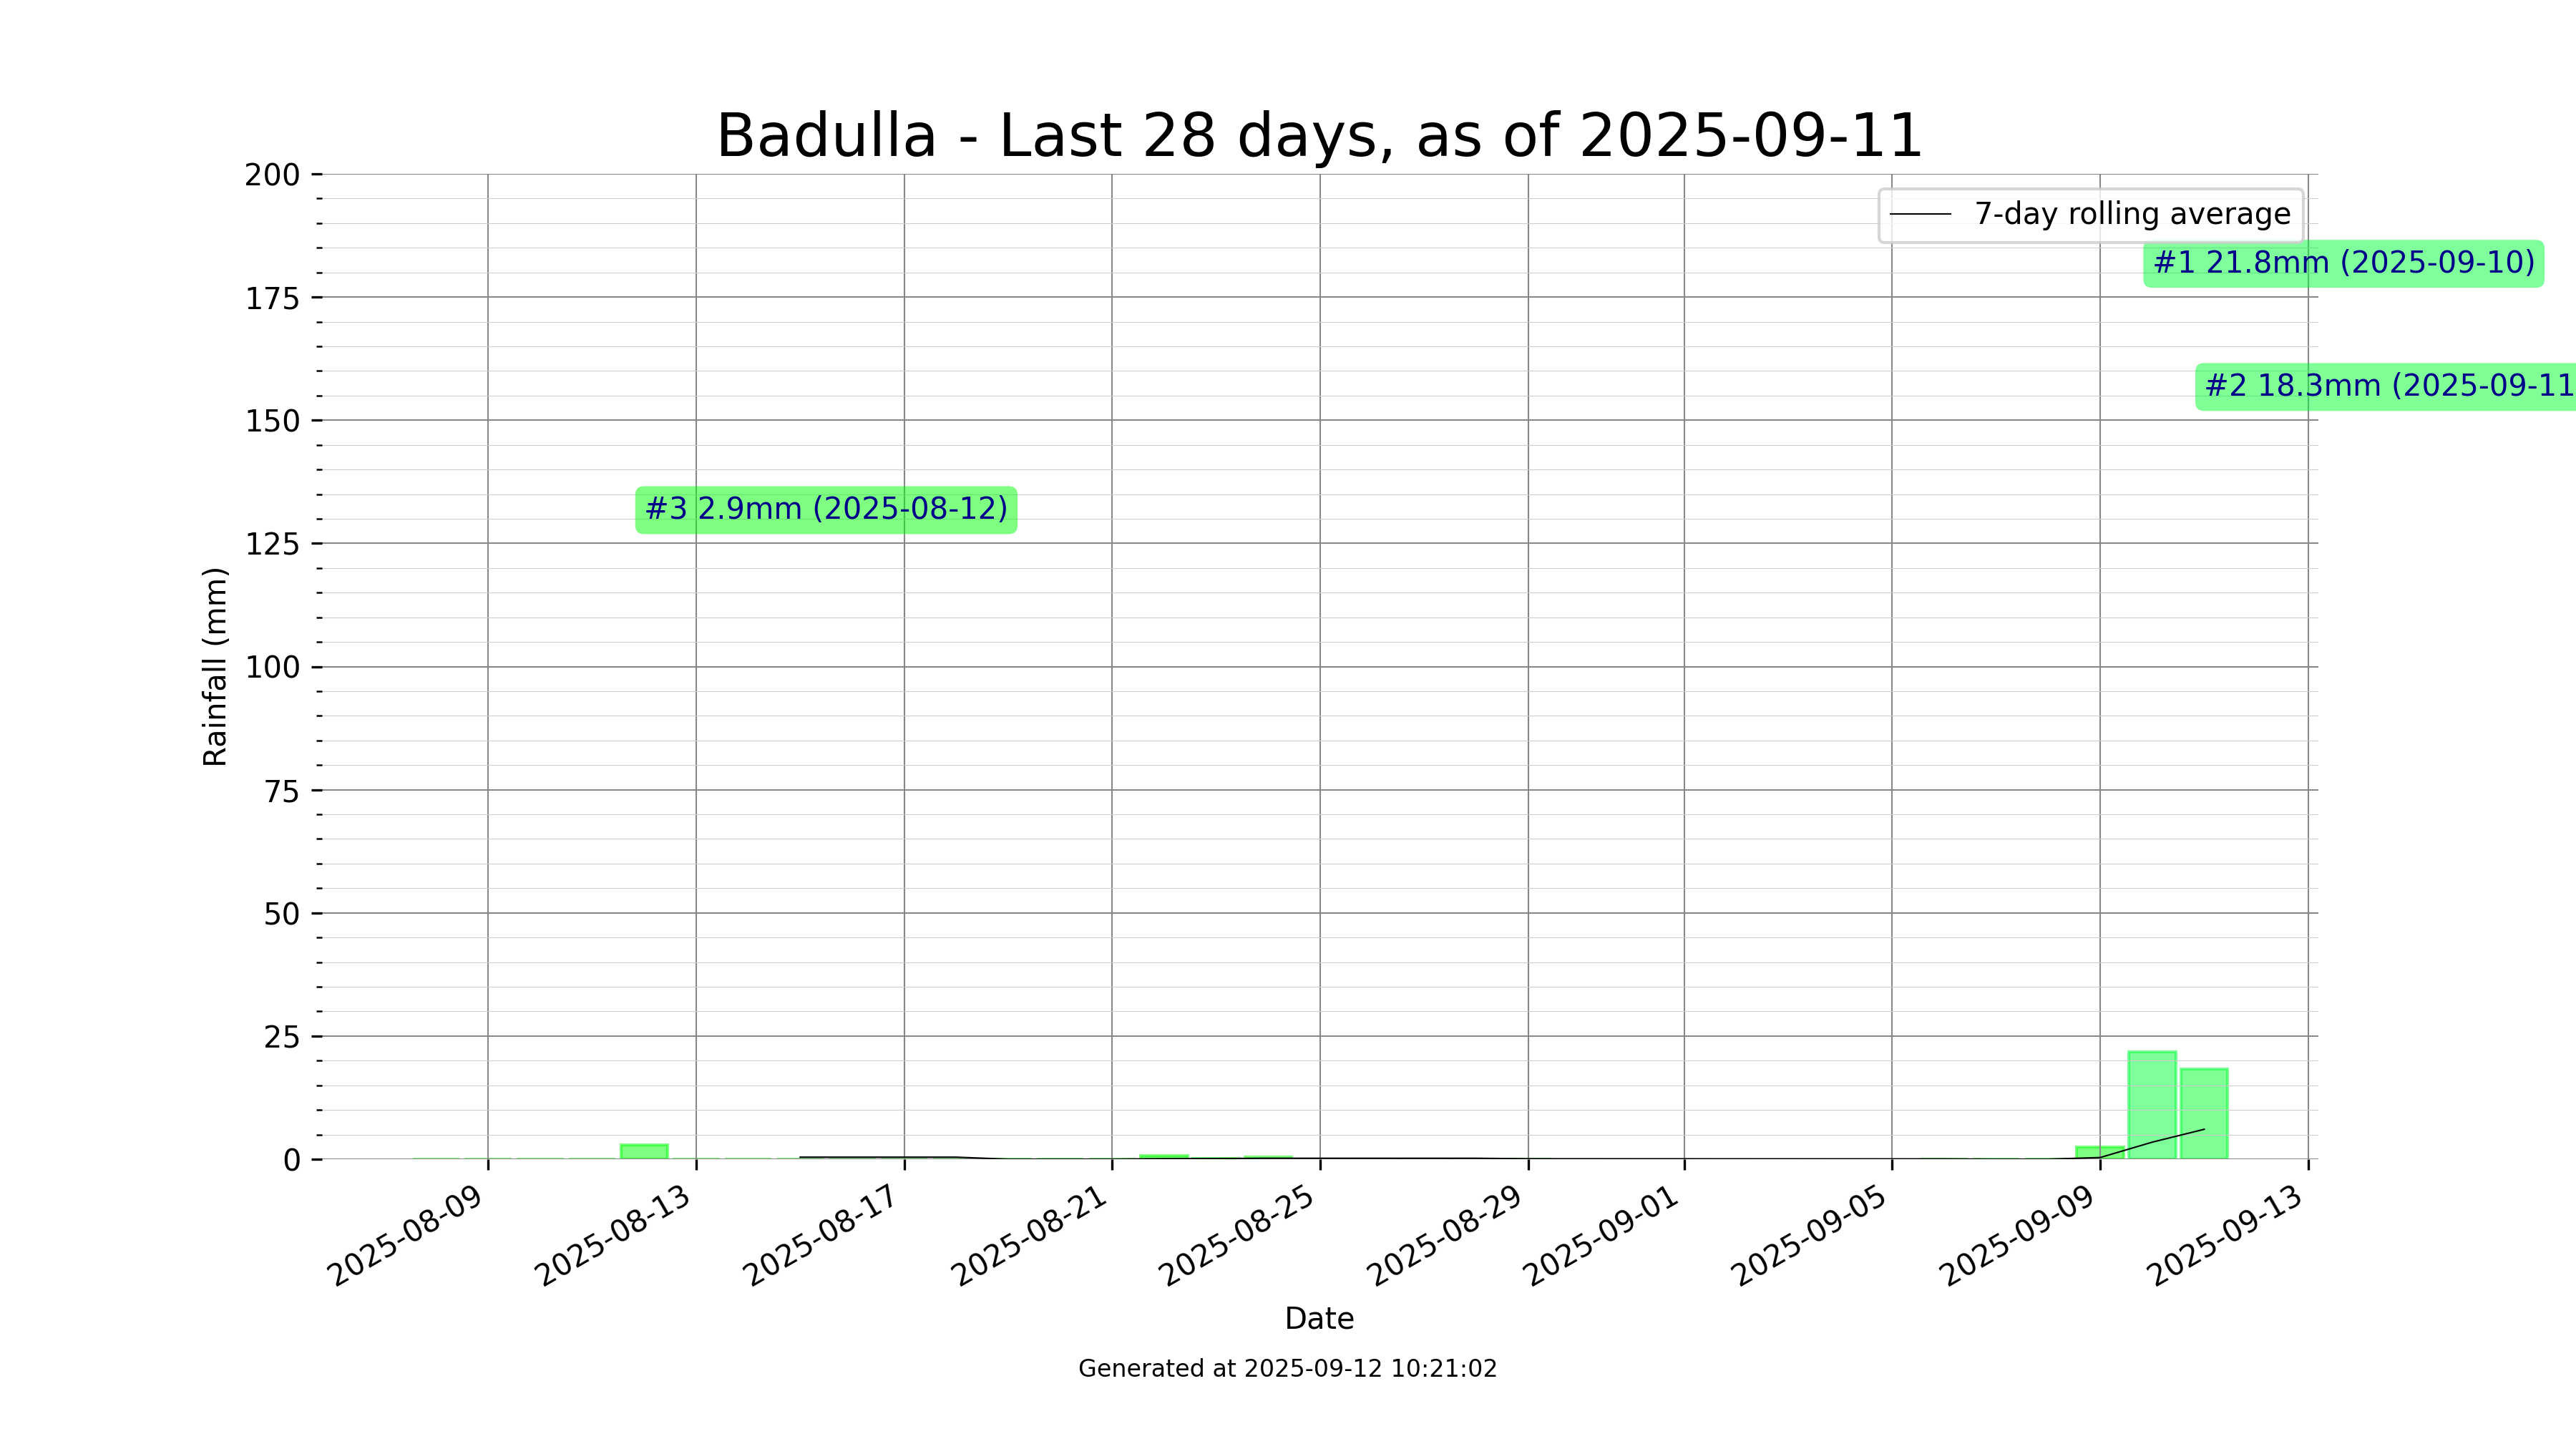 Badulla - Last 28 days, as of 2025-09-11
200
175
150
125
100
75
50
25
0
Rainfall (mm)
7-day rolling average
#1 21.8mm (2025-09-10)
#2 18.3mm (2025-09-11
#3 2.9mm (2025-08-12)
2025-08-09
2025-08-13
2025-08-17
2025-08-21
2025-08-25
2025-08-29
2025-09-01
2025-09-05
2025-09-09
2025-09-13
Date
Generated at 2025-09-12 10:21:02